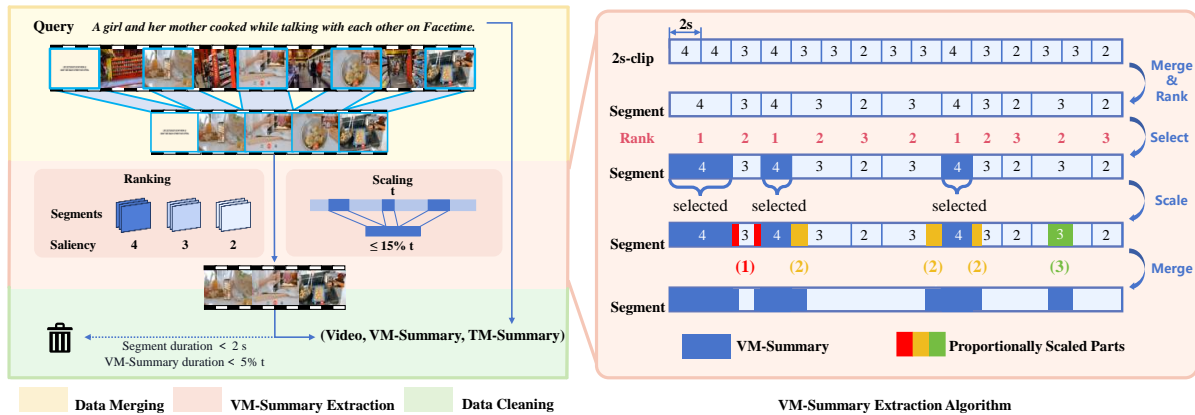 Query A girl and her mother cooked while talking with each other on Facetime.
Ranking
Segments
Saliency 4 3 2
Scaling
t
≤ 15% t
(Video, VM-Summary, TM-Summary)
Segment duration < 2 s
VM-Summary duration < 5% t
Data Merging VM-Summary Extraction Data Cleaning
2s
2s-clip 4 4 3 4 3 3 2 3 3 4 3 2 3 3 2
Merge
&
Rank
Segment 4 3 4 3 2 3 4 3 2 3 2
Rank 1 2 1 2 3 2 1 2 3 2 3
Select
Segment 4 3 4 3 2 3 4 3 2 3 2
selected selected selected
Scale
Segment 4 3 4 3 2 3 4 3 2 3 2
(1) (2) (2) (2) (3)
Merge
Segment
VM-Summary Proportionally Scaled Parts
VM-Summary Extraction Algorithm